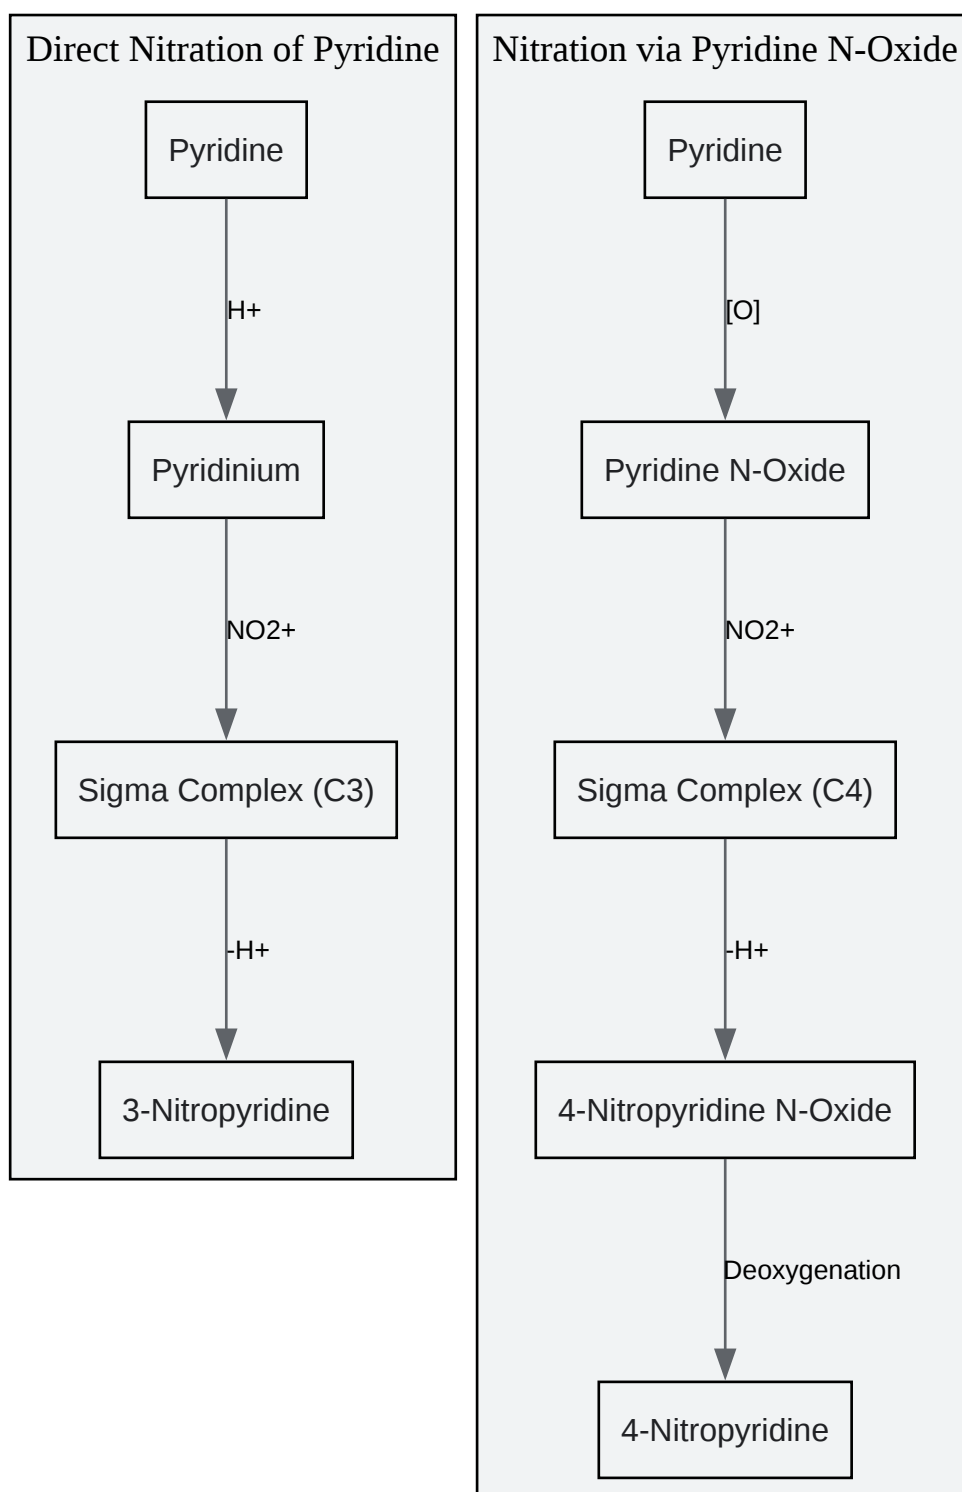 Direct Nitration of Pyridine
Pyridine
H+
Pyridinium
NO2+
Sigma Complex (C3)
-H+
3-Nitropyridine
Nitration via Pyridine N-Oxide
Pyridine
[O]
Pyridine N-Oxide
NO2+
Sigma Complex (C4)
-H+
4-Nitropyridine N-Oxide
Deoxygenation
4-Nitropyridine